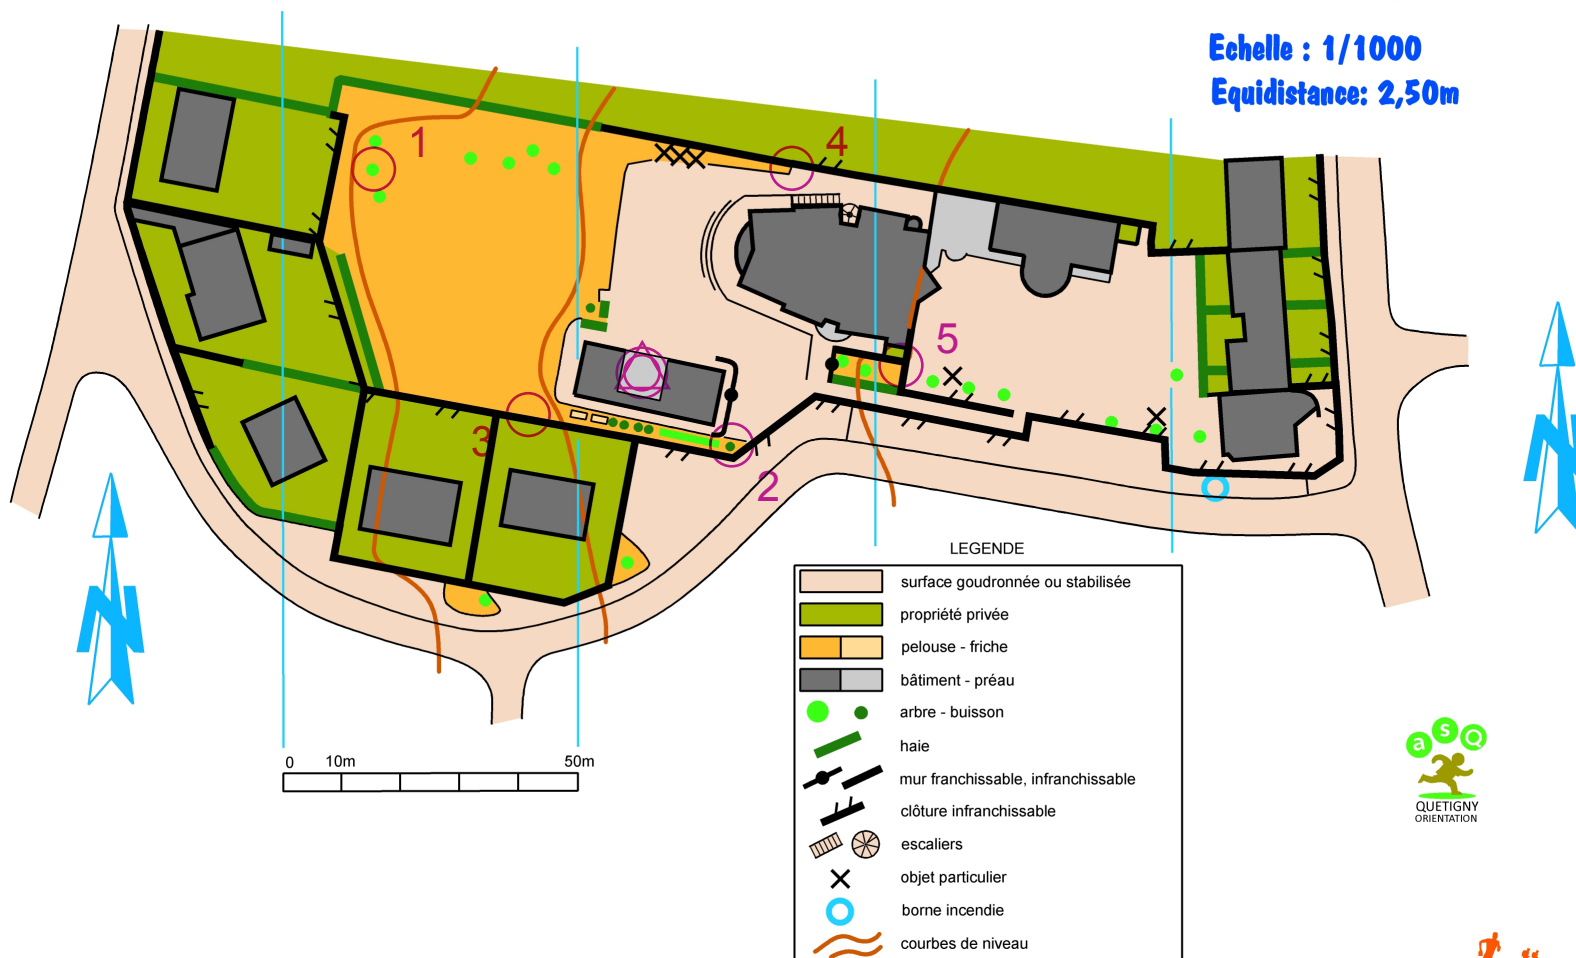 Echelle : 1/1000
Equidistance: 2,50m
1
4
5
3
2
N
N
LEGENDE
surface goudronnée ou stabilisée
propriété privée
pelouse - friche
bâtiment - préau
arbre - buisson
haie
mur franchissable, infranchissable
clôture infranchissable
escaliers
objet particulier
borne incendie
courbes de niveau
0 10m 50m
asQ
QUETIGNY
ORIENTATION